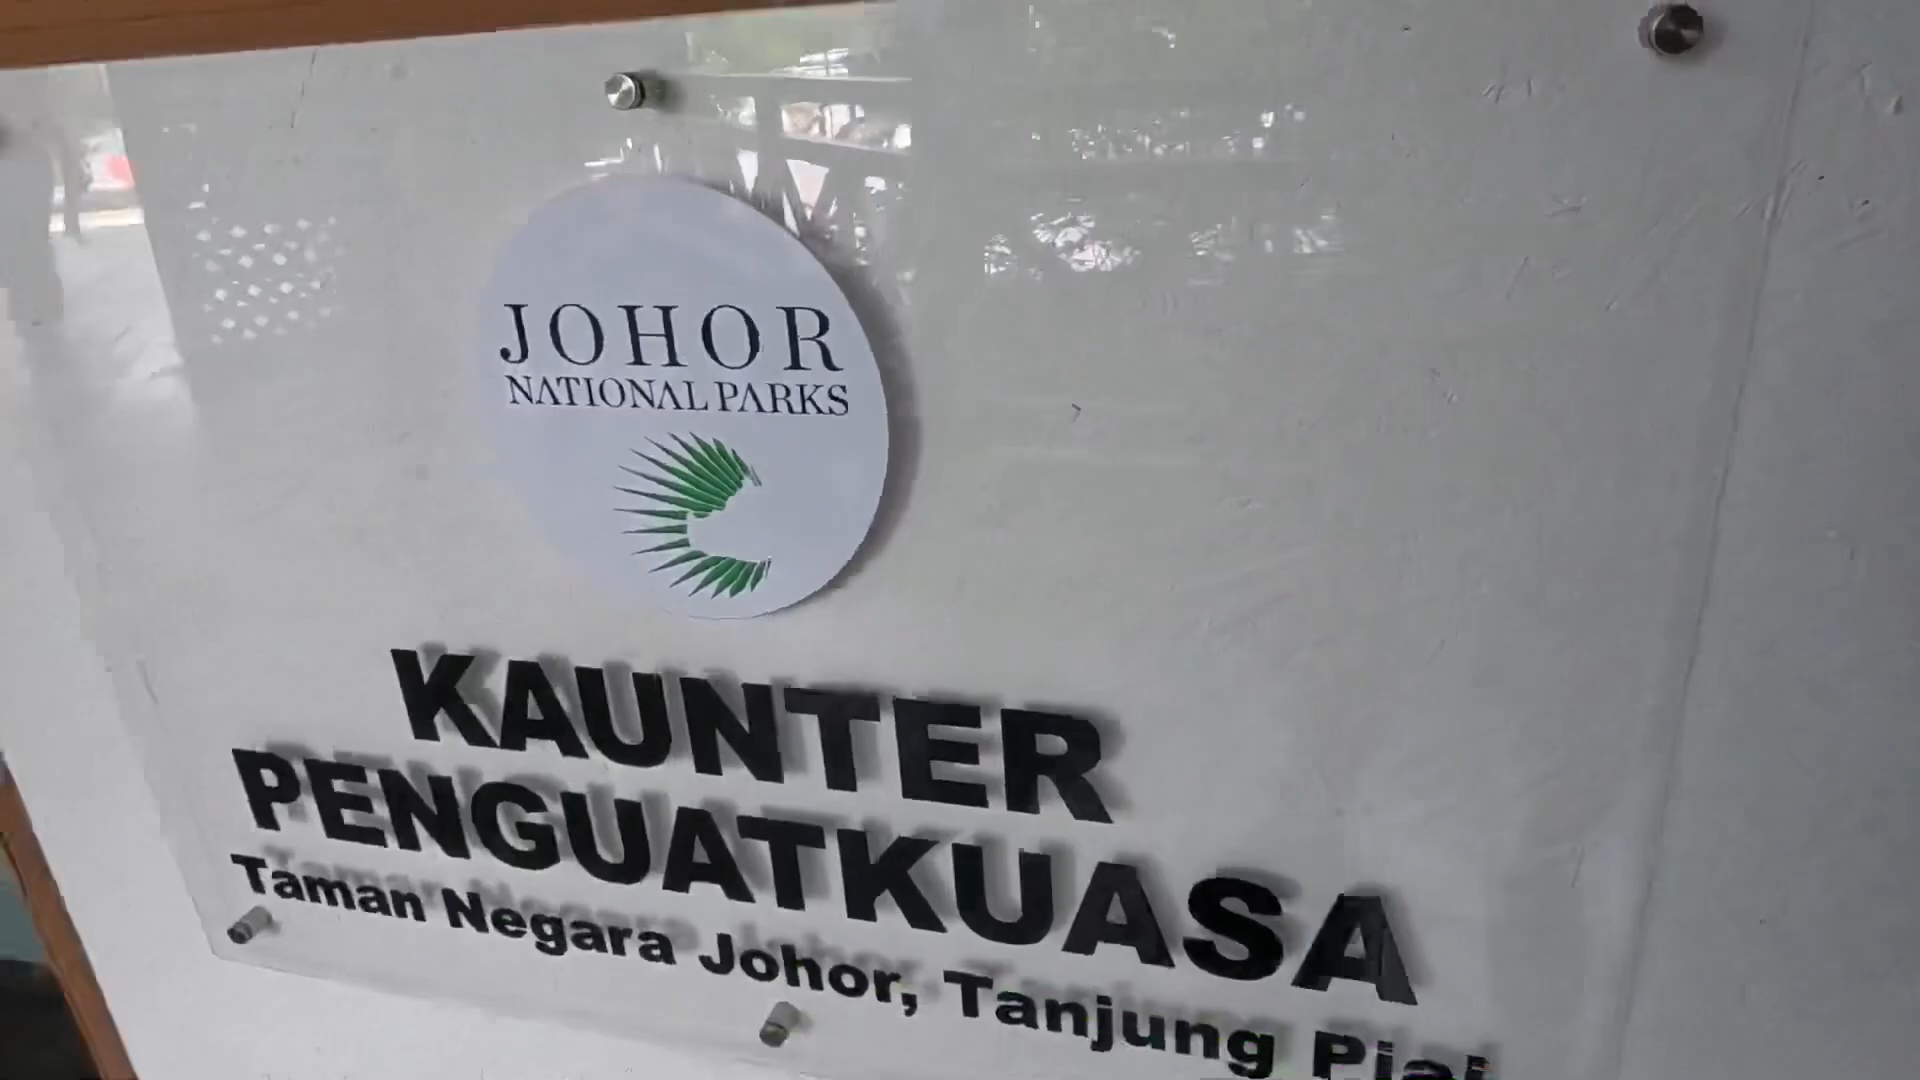 JOHOR
NATIONAL PARKS
KAUNTER
PENGUATKUASA
Taman Negara Johor, Tanjung Piai